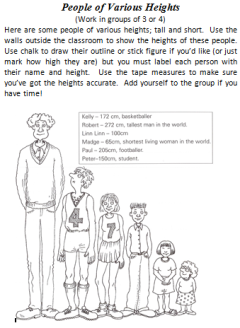 People of Various Heights
(Work in groups of 3 or 4)
Here are some people of various heights; tall and short. Use the
walls outside the classroom to show the heights of these people.
Use chalk to draw their outline or stick figure if you'd like (or just
mark how high they are) but you must label each person with
their name and height. Use the tape measures to make sure
you've got the heights accurate. Add yourself to the group if you
have time!
Kelly – 172 cm, basketballer
Robert – 272 cm, tallest man in the world.
Linn Linn – 100cm
Madge – 65cm, shortest living woman in the world.
Paul – 205cm, footballer.
Peter-150cm, student.
4
7